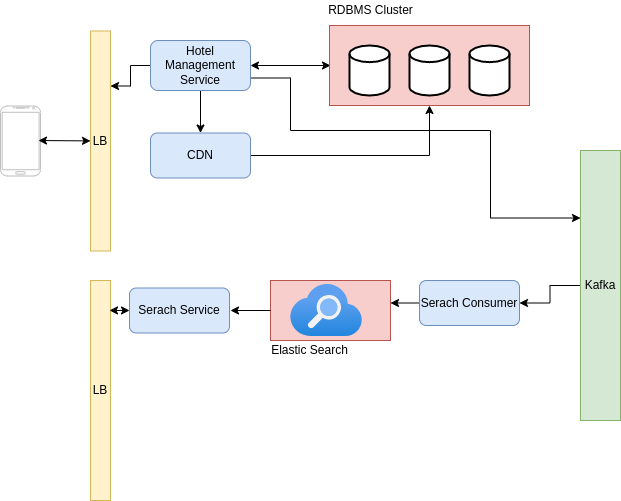 RDBMS Cluster
Hotel
Management
Service
LB
CDN
Kafka
Serach Service
Serach Consumer
Elastic Search
LB